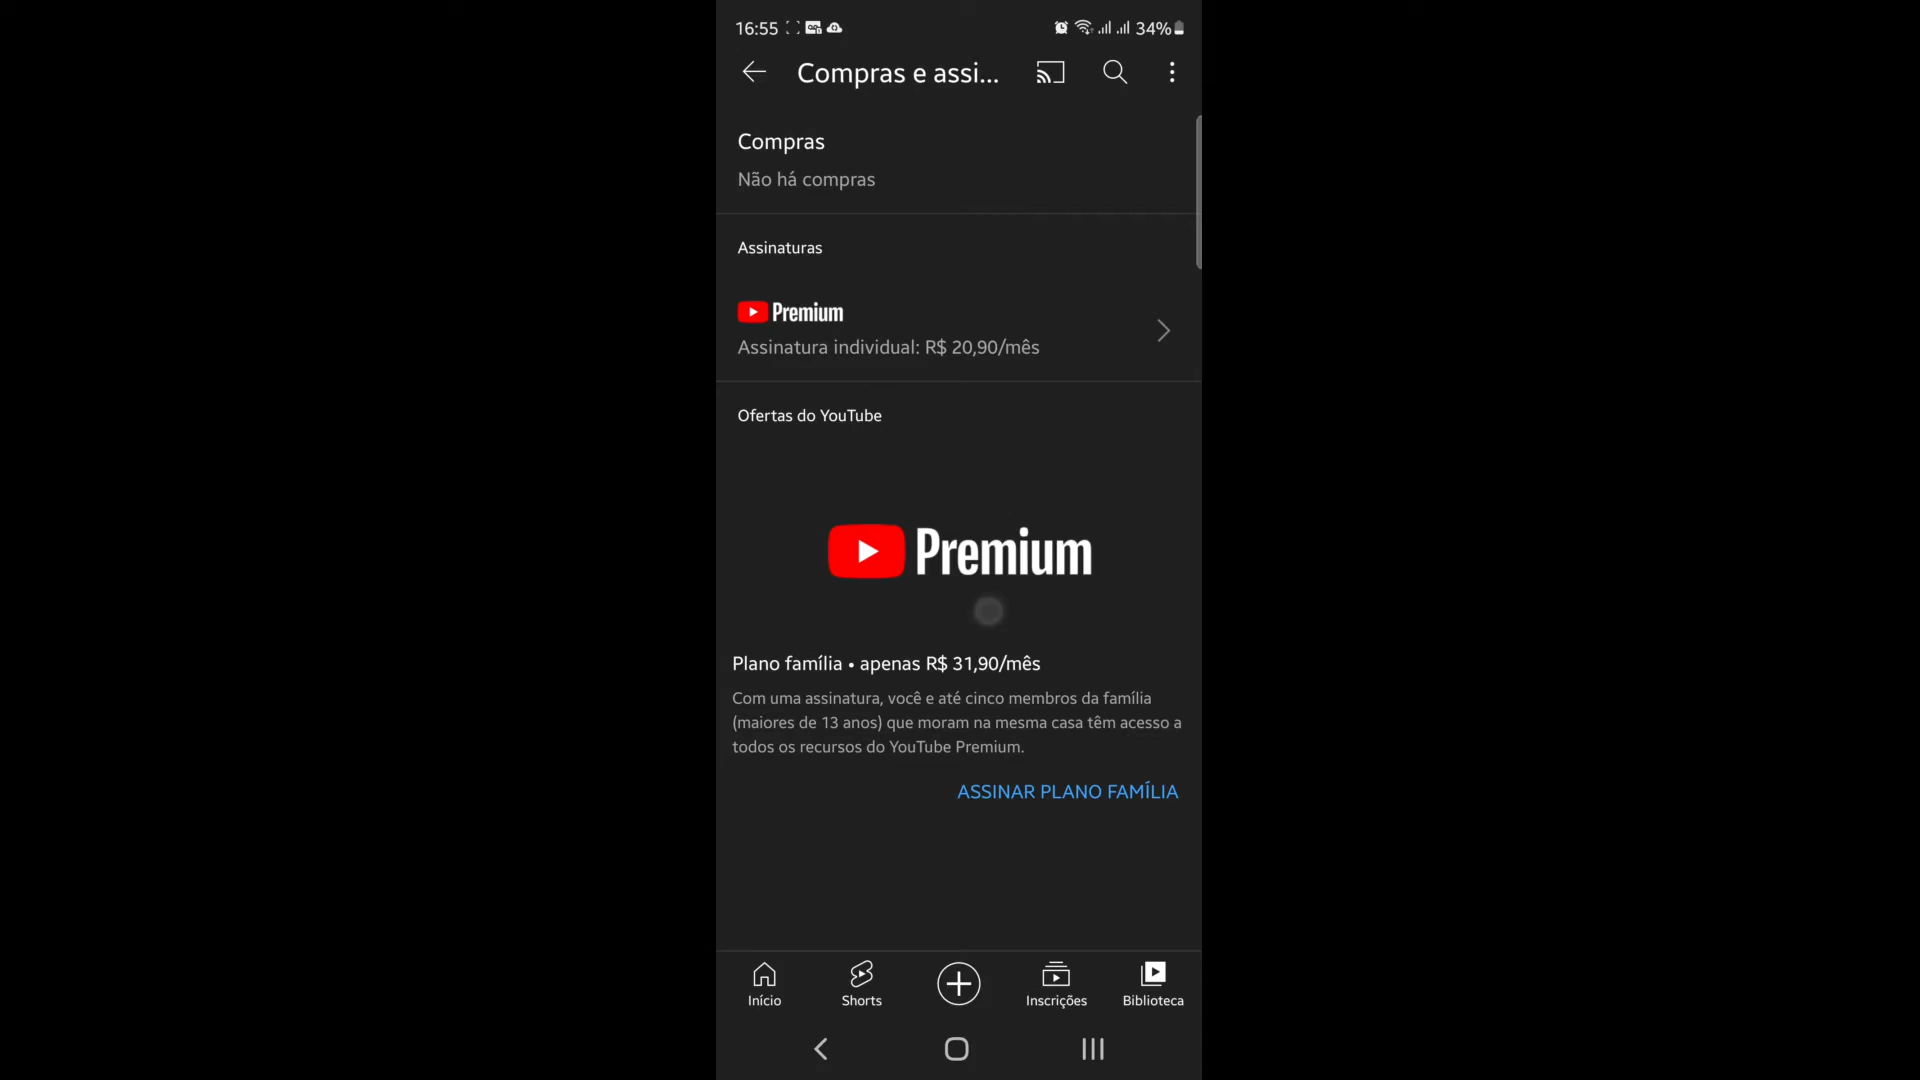 16:55
34%
Compras e assi...
Compras
Não há compras
Assinaturas
Premium
Assinatura individual: R$ 20,90/mês
Ofertas do YouTube
Premium
Plano família • apenas R$ 31,90/mês
Com uma assinatura, você e até cinco membros da família
(maiores de 13 anos) que moram na mesma casa têm acesso a
todos os recursos do YouTube Premium.
ASSINAR PLANO FAMÍLIA
Início
Shorts
Inscrições
Biblioteca